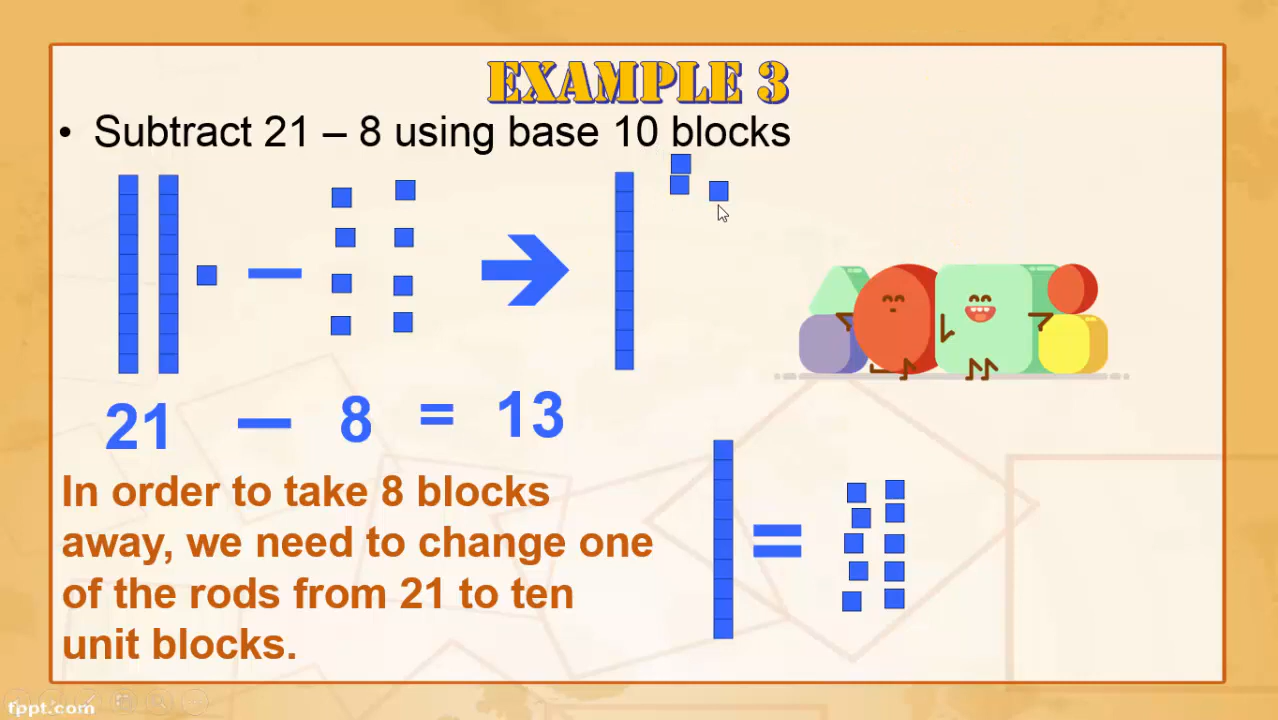 EXAMPLE 3
• Subtract 21 – 8 using base 10 blocks
21 – 8 = 13
In order to take 8 blocks
away, we need to change one
of the rods from 21 to ten
unit blocks.
=
fppt.com